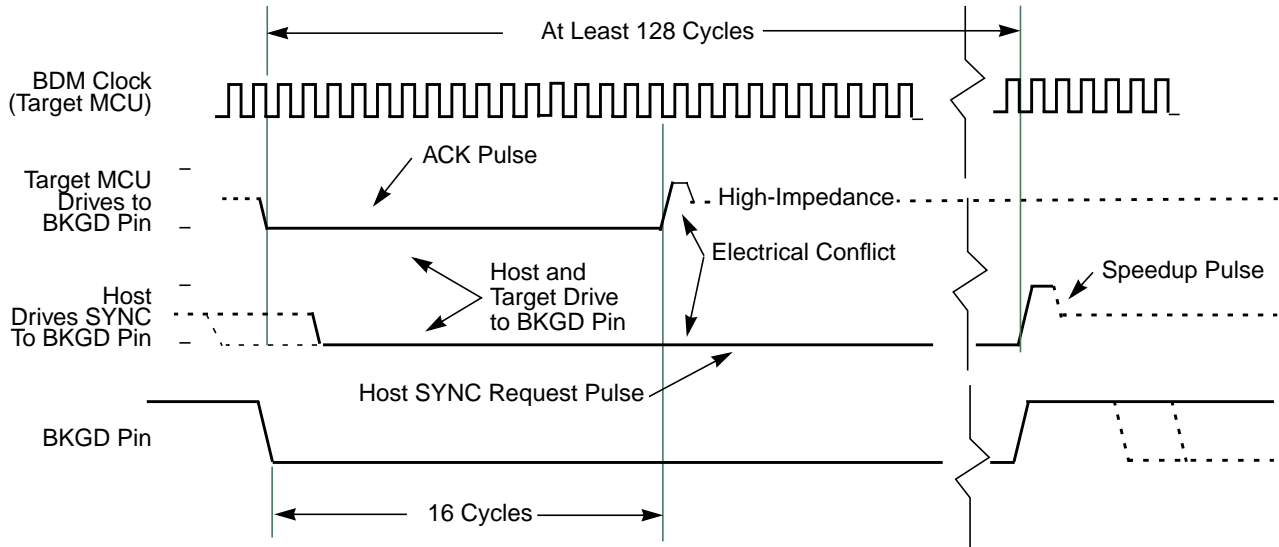 At Least 128 Cycles
BDM Clock
(Target MCU)
ACK Pulse
Target MCU
Drives to
BKGD Pin
High-Impedance
Electrical Conflict
Host and
Target Drive
to BKGD Pin
Speedup Pulse
Host
Drives SYNC
To BKGD Pin
Host SYNC Request Pulse
BKGD Pin
16 Cycles